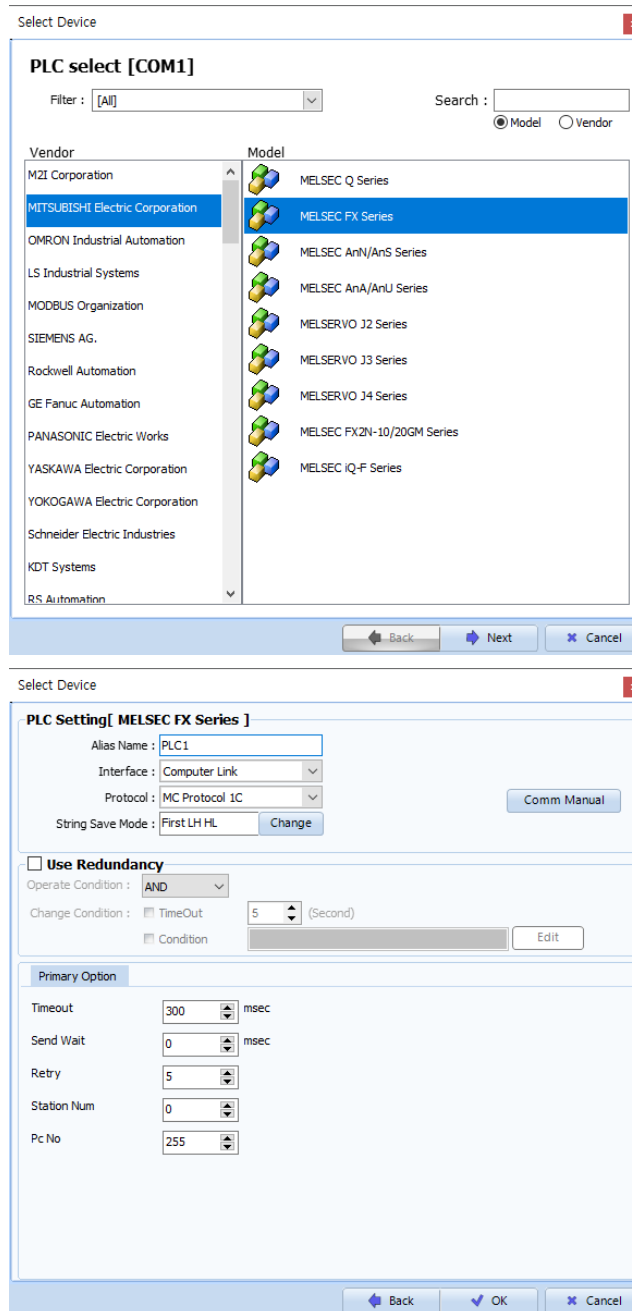 Select Device
PLC select [COM1]
Filter : [All]
Search :
Model Vendor
Vendor
M2I Corporation
MITSUBISHI Electric Corporation
OMRON Industrial Automation
LS Industrial Systems
MODBUS Organization
SIEMENS AG.
Rockwell Automation
GE Fanuc Automation
PANASONIC Electric Works
YASKAWA Electric Corporation
YOKOGAWA Electric Corporation
Schneider Electric Industries
KDT Systems
RS Automation
Model
MELSEC Q Series
MELSEC FX Series
MELSEC AnN/AnS Series
MELSEC AnA/AnU Series
MELSERVO J2 Series
MELSERVO J3 Series
MELSERVO J4 Series
MELSEC FX2N-10/20GM Series
MELSEC iQ-F Series
Back Next Cancel
Select Device
PLC Setting[ MELSEC FX Series ]
Alias Name : PLC1
Interface : Computer Link
Protocol : MC Protocol 1C
Comm Manual
String Save Mode : First LH HL Change
Use Redundancy
Operate Condition : AND
Change Condition : TimeOut 5 (Second)
Condition Edit
Primary Option
Timeout 300 msec
Send Wait 0 msec
Retry 5
Station Num 0
Pc No 255
Back OK Cancel